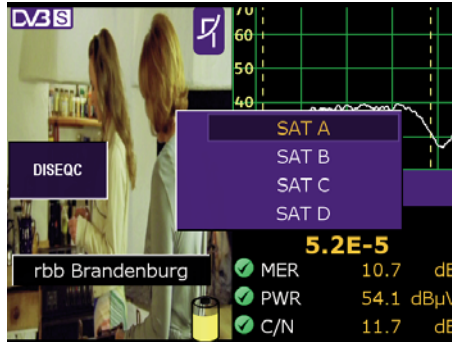 DVB S
70
60
50
40
SAT A
SAT B
SAT C
SAT D
DISEQC
5.2E-5
rbb Brandenburg
MER 10.7 dB
PWR 54.1 dBµV
C/N 11.7 dB